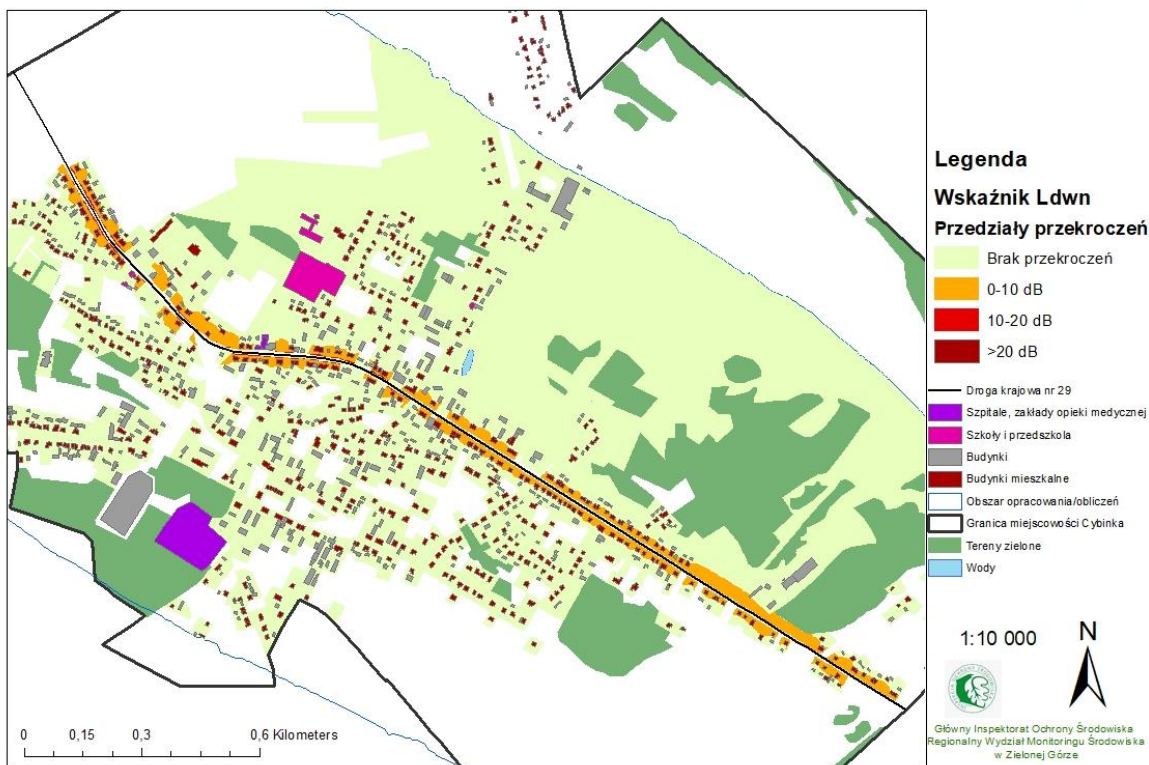 Legenda
Wskaźnik Ldwn
Przedziały przekroczeń
Brak przekroczeń
0-10 dB
10-20 dB
>20 dB
Droga krajowa nr 29
Szpitale, zakłady opieki medycznej
Szkoły i przedszkola
Budynki
Budynki mieszkalne
Obszar opracowania/obliczeń
Granica miejscowości Cybinka
Tereny zielone
Wody
1:10 000
N
Główny Inspektorat Ochrony Środowiska
Regionalny Wydział Monitoringu Środowiska
w Zielonej Górze
0 0,15 0,3 0,6 Kilometers